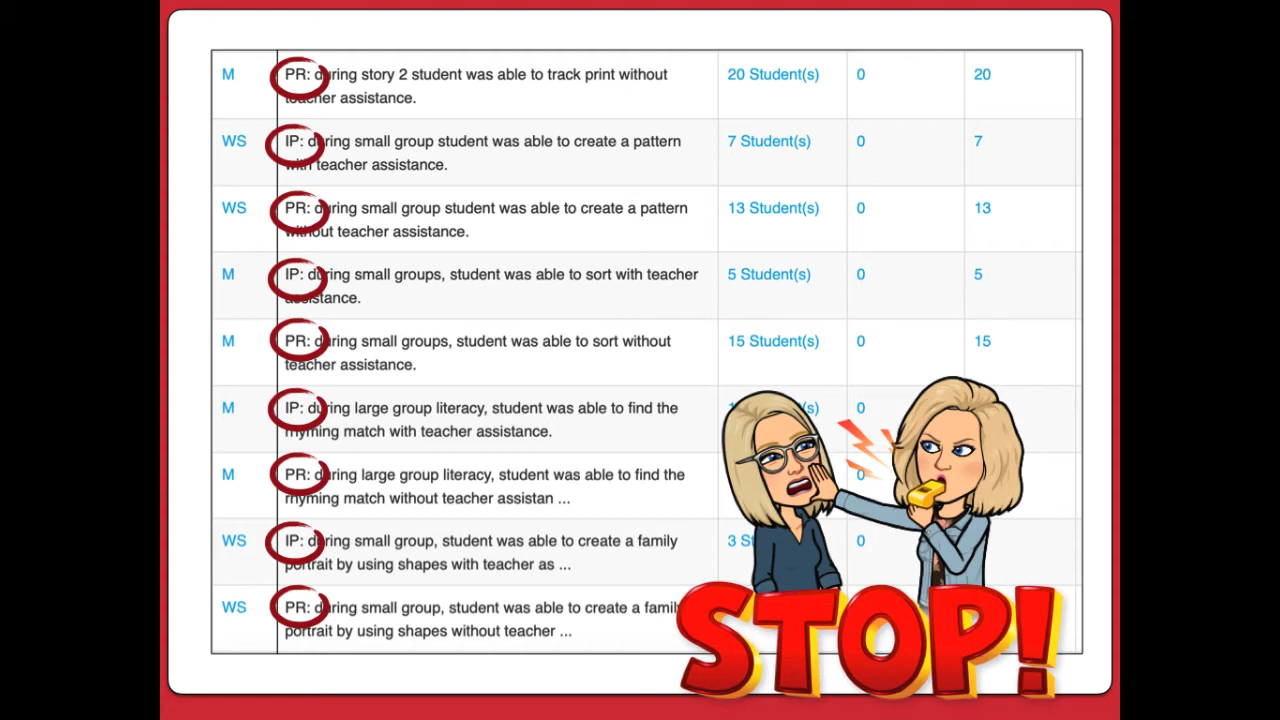 M PR: during story 2 student was able to track print without 20 Student(s) 0 20
teacher assistance.
WS IP: during small group student was able to create a pattern 7 Student(s) 0 7
with teacher assistance.
WS PR: during small group student was able to create a pattern 13 Student(s) 0 13
without teacher assistance.
M IP: during small groups, student was able to sort with teacher 5 Student(s) 0 5
assistance.
M PR: during small groups, student was able to sort without 15 Student(s) 0 15
teacher assistance.
M IP: during large group literacy, student was able to find the 0
rhyming match with teacher assistance.
M PR: during large group literacy, student was able to find the 0
rhyming match without teacher assistan ...
WS IP: during small group, student was able to create a family 3 St 0
portrait by using shapes with teacher as ...
WS PR: during small group, student was able to create a family
portrait by using shapes without teacher ...
STOP!